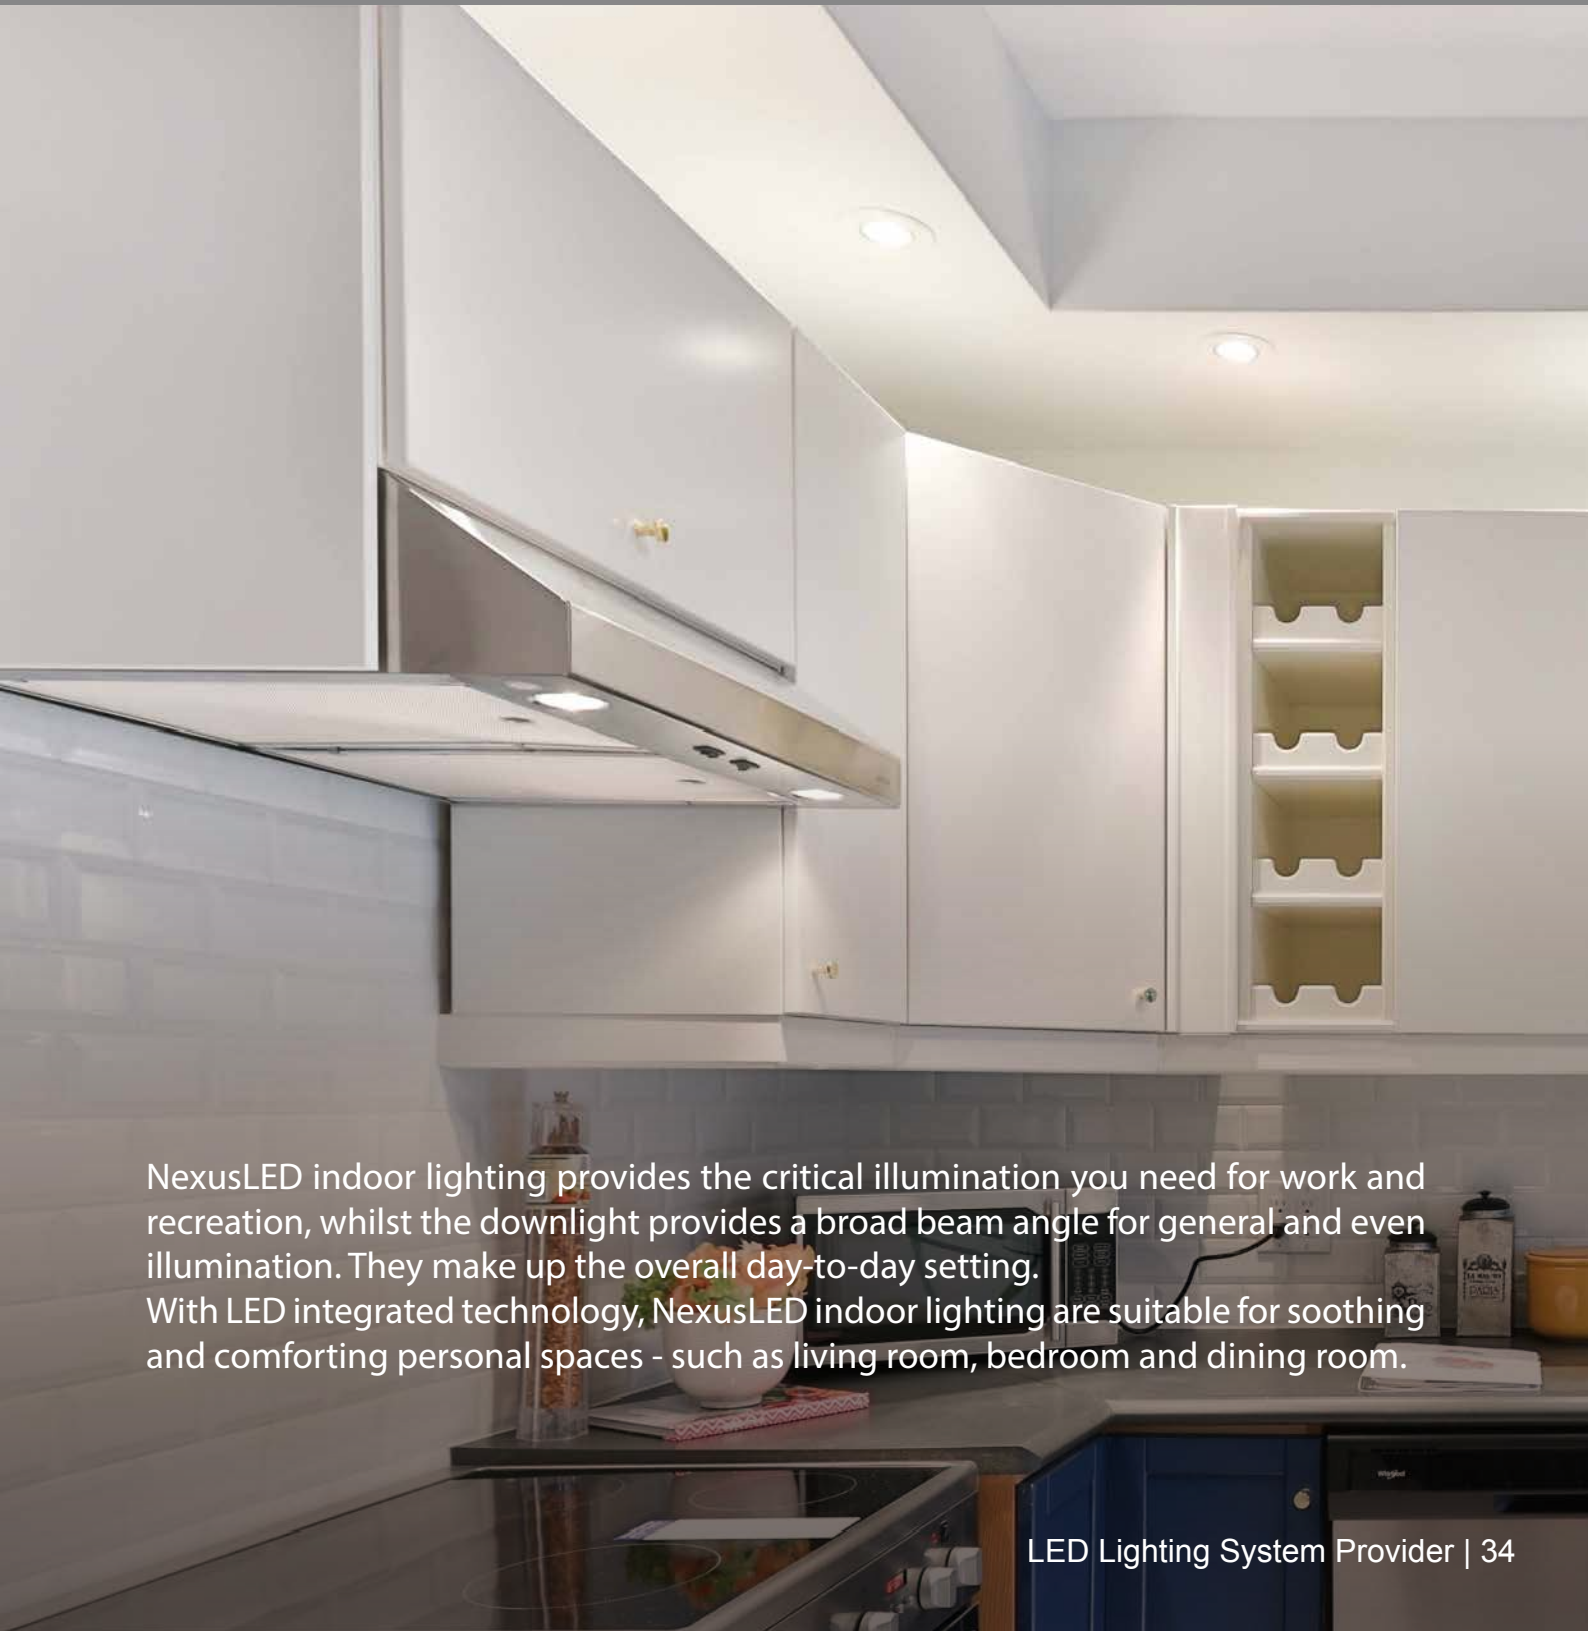 NexusLED indoor lighting provides the critical illumination you need for work and
recreation, whilst the downlight provides a broad beam angle for general and even
illumination. They make up the overall day-to-day setting.
With LED integrated technology, NexusLED indoor lighting are suitable for soothing
and comforting personal spaces - such as living room, bedroom and dining room.
Whirlpool
LED Lighting System Provider | 34